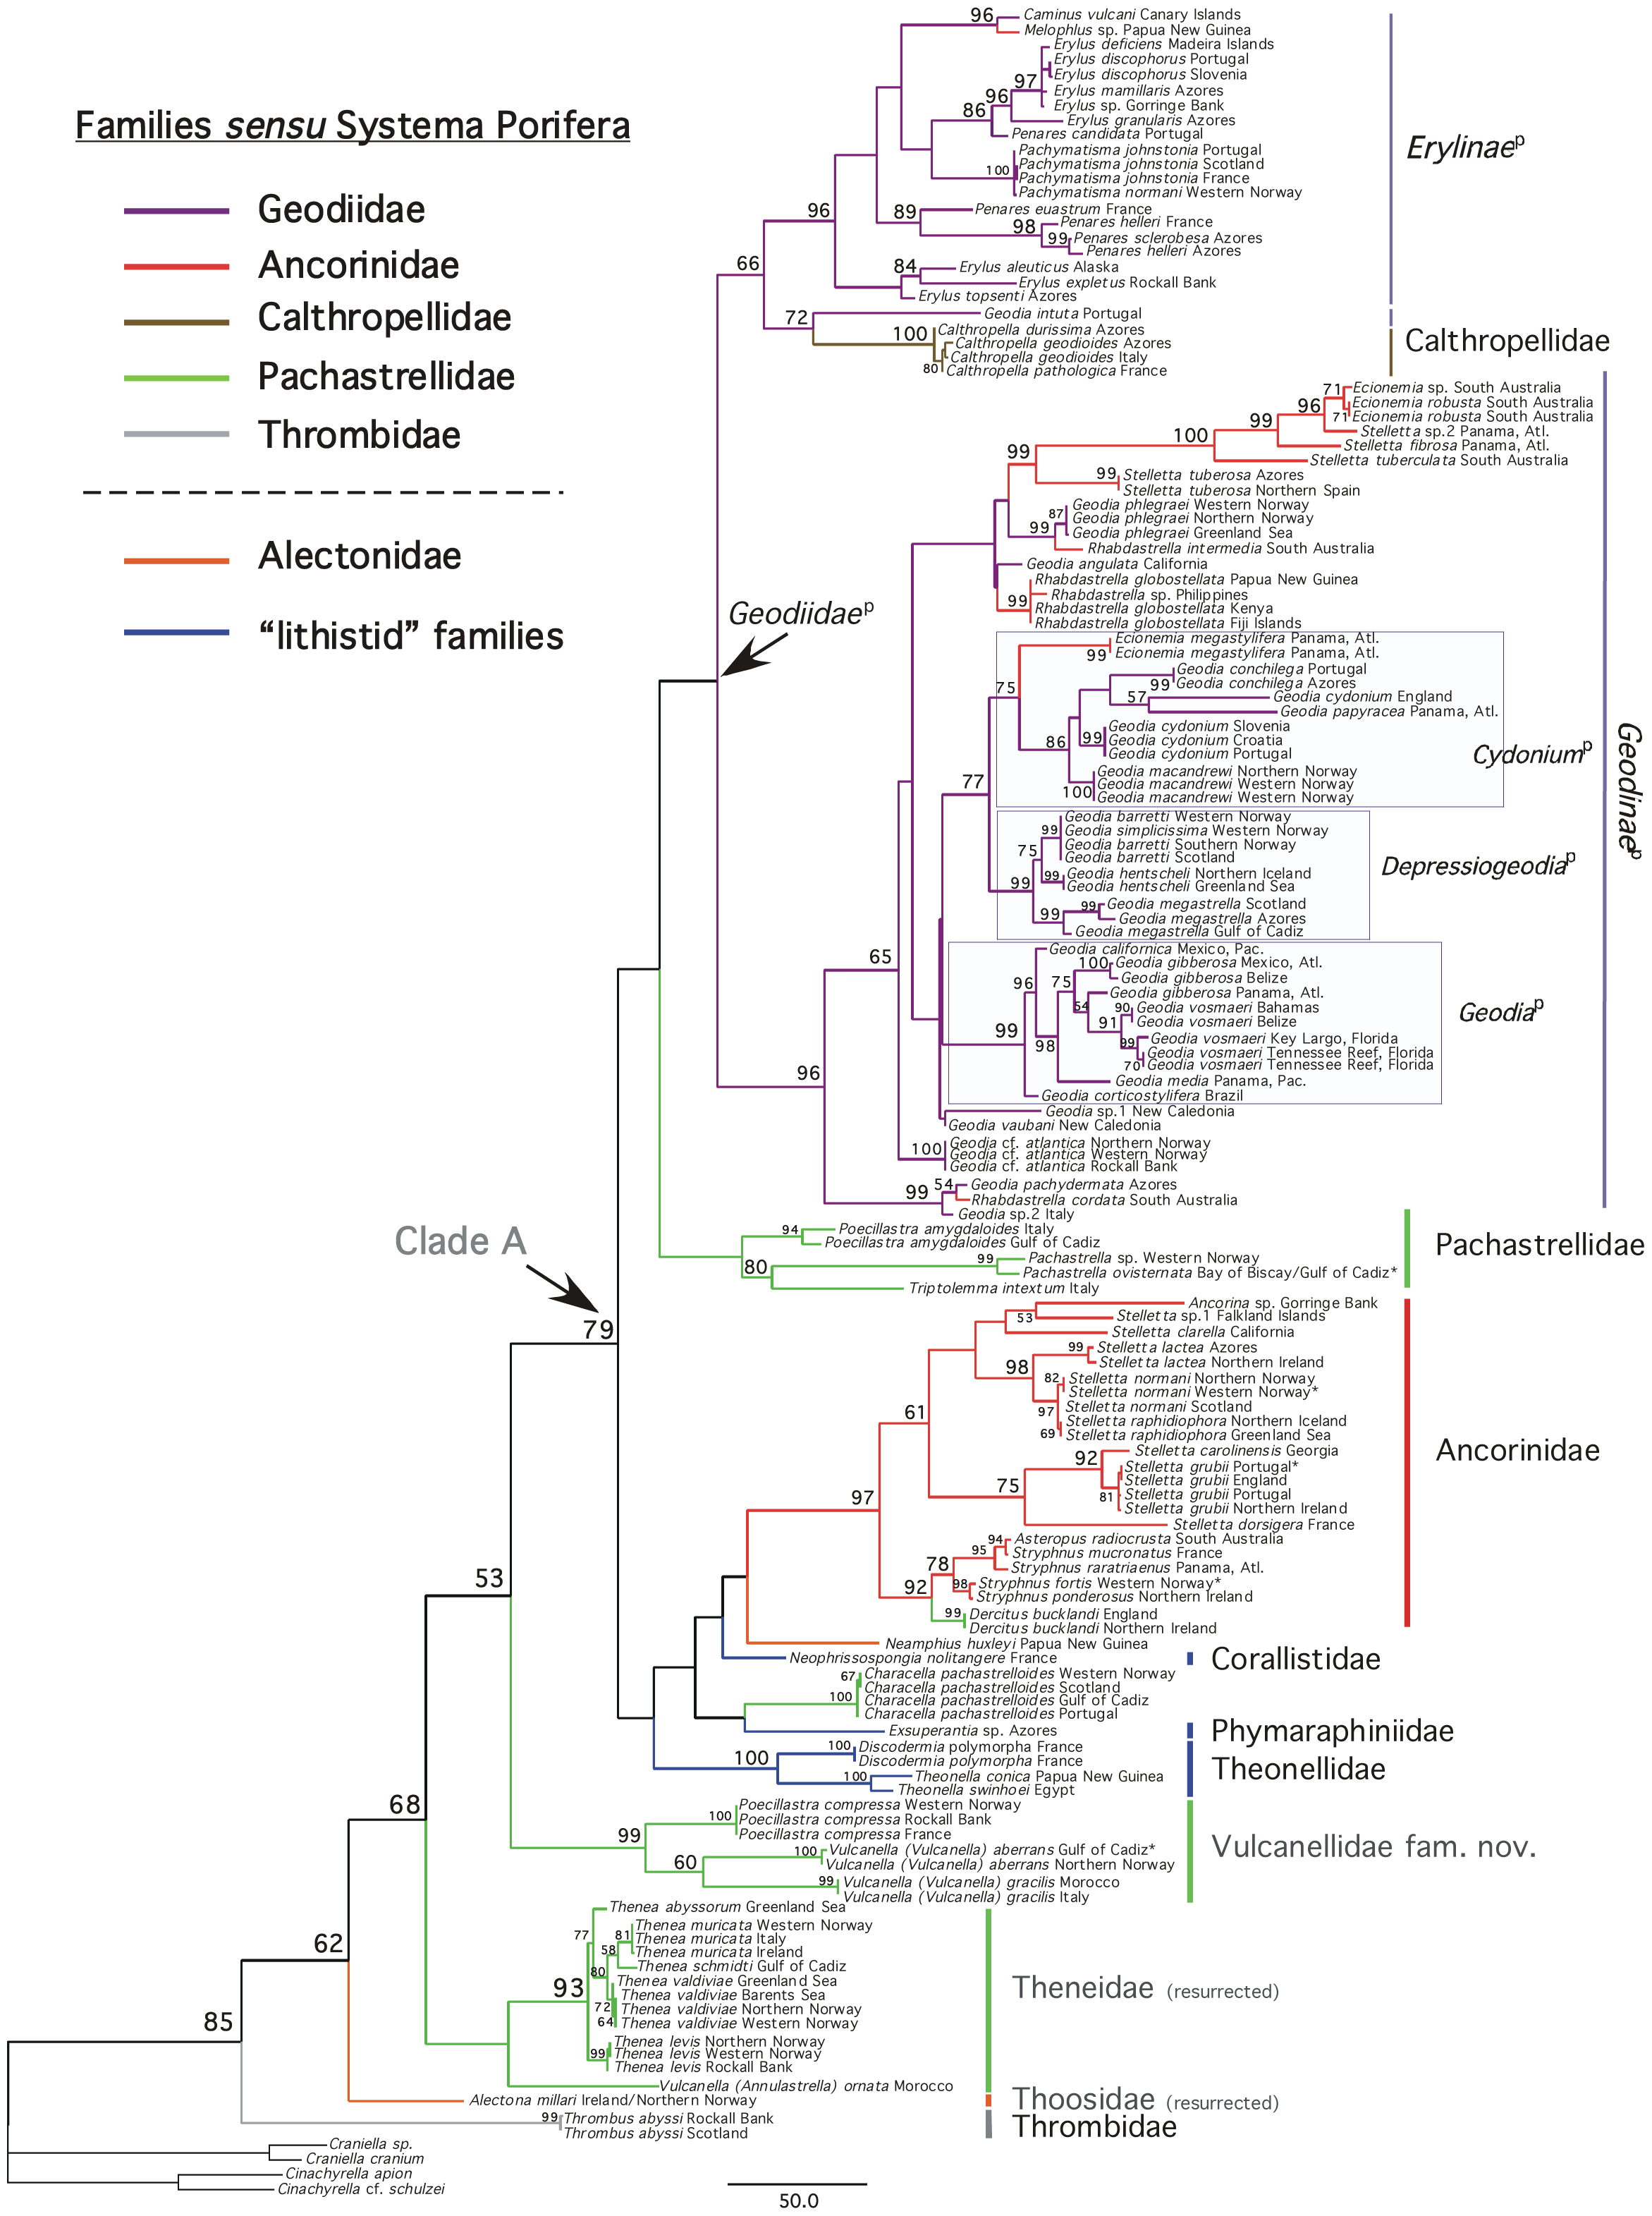 Families sensu Systema Porifera
Geodiidae
Ancorinidae
Calthropellidae
Pachastrellidae
Thrombidae
Alectonidae
“lithistid” families
96
Caminus vulcani Canary Islands
Melophlus sp. Papua New Guinea
Erylus deficiens Madeira Islands
Erylus discophorus Portugal
Erylus discophorus Slovenia
97
Erylus mamillaris Azores
96
Erylus sp. Gorringe Bank
86
Erylus granularis Azores
Penares candidata Portugal
Pachymatisma johnstonia Portugal
Pachymatisma johnstonia Scotland
100
Pachymatisma johnstonia France
Pachymatisma normani Western Norway
Erylinae p
96
89
Penares euastrum France
98
Penares helleri France
99
Penares sclerobesa Azores
Penares helleri Azores
66
84
Erylus aleuticus Alaska
Erylus expletus Rockall Bank
Erylus topsenti Azores
72
Geodia intuta Portugal
100
Calthropella durissima Azores
Calthropella geodioides Azores
Calthropella geodioides Italy
80
Calthropella pathologica France
Calthropellidae
71
Ecionemia sp. South Australia
96
Ecionemia robusta South Australia
71
Ecionemia robusta South Australia
99
Stelletta sp.2 Panama, Atl.
100
Stelletta fibrosa Panama, Atl.
Stelletta tuberculata South Australia
99
99
Stelletta tuberosa Azores
Stelletta tuberosa Northern Spain
Geodia phlegraei Western Norway
87
Geodia phlegraei Northern Norway
99
Geodia phlegraei Greenland Sea
Rhabdastrella intermedia South Australia
Geodia angulata California
Rhabdastrella globostellata Papua New Guinea
Rhabdastrella sp. Philippines
99
Rhabdastrella globostellata Kenya
Rhabdastrella globostellata Fiji Islands
Geodiidae p
Ecionemia megastylifera Panama, Atl.
99
Ecionemia megastylifera Panama, Atl.
75
Geodia conchilega Portugal
99
Geodia conchilega Azores
57
Geodia cydonium England
Geodia papyracea Panama, Atl.
Geodia cydonium Slovenia
86
99
Geodia cydonium Croatia
Geodia cydonium Portugal
Cydonium p
Geodia macandrewi Northern Norway
Geodia macandrewi Western Norway
100
Geodia macandrewi Western Norway
77
Geodinae p
Geodia barretti Western Norway
99
Geodia simplicissima Western Norway
75
Geodia barretti Southern Norway
Geodia barretti Scotland
99
Geodia hentscheli Northern Iceland
99
Geodia hentscheli Greenland Sea
Depressiogeodia p
99
Geodia megastrella Scotland
99
Geodia megastrella Azores
Geodia megastrella Gulf of Cadiz
65
Geodia californica Mexico, Pac.
100
Geodia gibberosa Mexico, Atl.
96
75
Geodia gibberosa Belize
Geodia gibberosa Panama, Atl.
54
90
Geodia vosmaeri Bahamas
91
Geodia vosmaeri Belize
99
Geodia vosmaeri Key Largo, Florida
99
98
Geodia vosmaeri Tennessee Reef, Florida
70
Geodia vosmaeri Tennessee Reef, Florida
Geodia media Panama, Pac.
Geodia corticostylifera Brazil
Geodia p
96
Geodia sp.1 New Caledonia
Geodia vaubani New Caledonia
Geodia cf. atlantica Northern Norway
100
Geodia cf. atlantica Western Norway
Geodia cf. atlantica Rockall Bank
99
54
Geodia pachydermata Azores
Rhabdastrella cordata South Australia
Geodia sp.2 Italy
94
Poecillastra amygdaloides Italy
Poecillastra amygdaloides Gulf of Cadiz
80
99
Pachastrella sp. Western Norway
Pachastrella ovisternata Bay of Biscay/Gulf of Cadiz*
Triptolemma intextum Italy
Pachastrellidae
Clade A
79
Ancorina sp. Gorringe Bank
53
Stelletta sp.1 Falkland Islands
Stelletta clarella California
99
Stelletta lactea Azores
98
Stelletta lactea Northern Ireland
82
Stelletta normani Northern Norway
Stelletta normani Western Norway*
97
Stelletta normani Scotland
Stelletta raphidiophora Northern Iceland
69
Stelletta raphidiophora Greenland Sea
61
92
Stelletta carolinensis Georgia
Stelletta grubii Portugal*
Stelletta grubii England
81
Stelletta grubii Portugal
Stelletta grubii Northern Ireland
75
Stelletta dorsigera France
97
Ancorinidae
94
Asteropus radiocrusta South Australia
95
Stryphnus mucronatus France
78
Stryphnus raratriaenus Panama, Atl.
98
Stryphnus fortis Western Norway*
92
Stryphnus ponderosus Northern Ireland
99
Dercitus bucklandi England
Dercitus bucklandi Northern Ireland
Neamphius huxleyi Papua New Guinea
Neophrissospongia nolitangere France
Corallistidae
53
67
Characella pachastrelloides Western Norway
Characella pachastrelloides Scotland
100
Characella pachastrelloides Gulf of Cadiz
Characella pachastrelloides Portugal
Exsuperantia sp. Azores
Phymaraphiniidae
100
100
Discodermia polymorpha France
Discodermia polymorpha France
100
Theonella conica Papua New Guinea
Theonella swinhoei Egypt
Theonellidae
68
Poecillastra compressa Western Norway
100
Poecillastra compressa Rockall Bank
Poecillastra compressa France
99
100
Vulcanella (Vulcanella) aberrans Gulf of Cadiz*
60
Vulcanella (Vulcanella) aberrans Northern Norway
99
Vulcanella (Vulcanella) gracilis Morocco
Vulcanella (Vulcanella) gracilis Italy
Vulcanellidae fam. nov.
62
Thenea abyssorum Greenland Sea
77
81
Thenea muricata Western Norway
Thenea muricata Italy
58
Thenea muricata Ireland
80
Thenea schmidti Gulf of Cadiz
93
Thenea valdiviae Greenland Sea
Thenea valdiviae Barents Sea
72
Thenea valdiviae Northern Norway
64
Thenea valdiviae Western Norway
Thenea levis Northern Norway
99
Thenea levis Western Norway
Thenea levis Rockall Bank
Vulcanella (Annulastrella) ornata Morocco
Theneidae (resurrected)
85
Alectona millari Ireland/Northern Norway
Thoosidae (resurrected)
99
Thrombus abyssi Rockall Bank
Thrombus abyssi Scotland
Thrombidae
Craniella sp.
Craniella cranium
Cinachyrella apion
Cinachyrella cf. schulzei
50.0